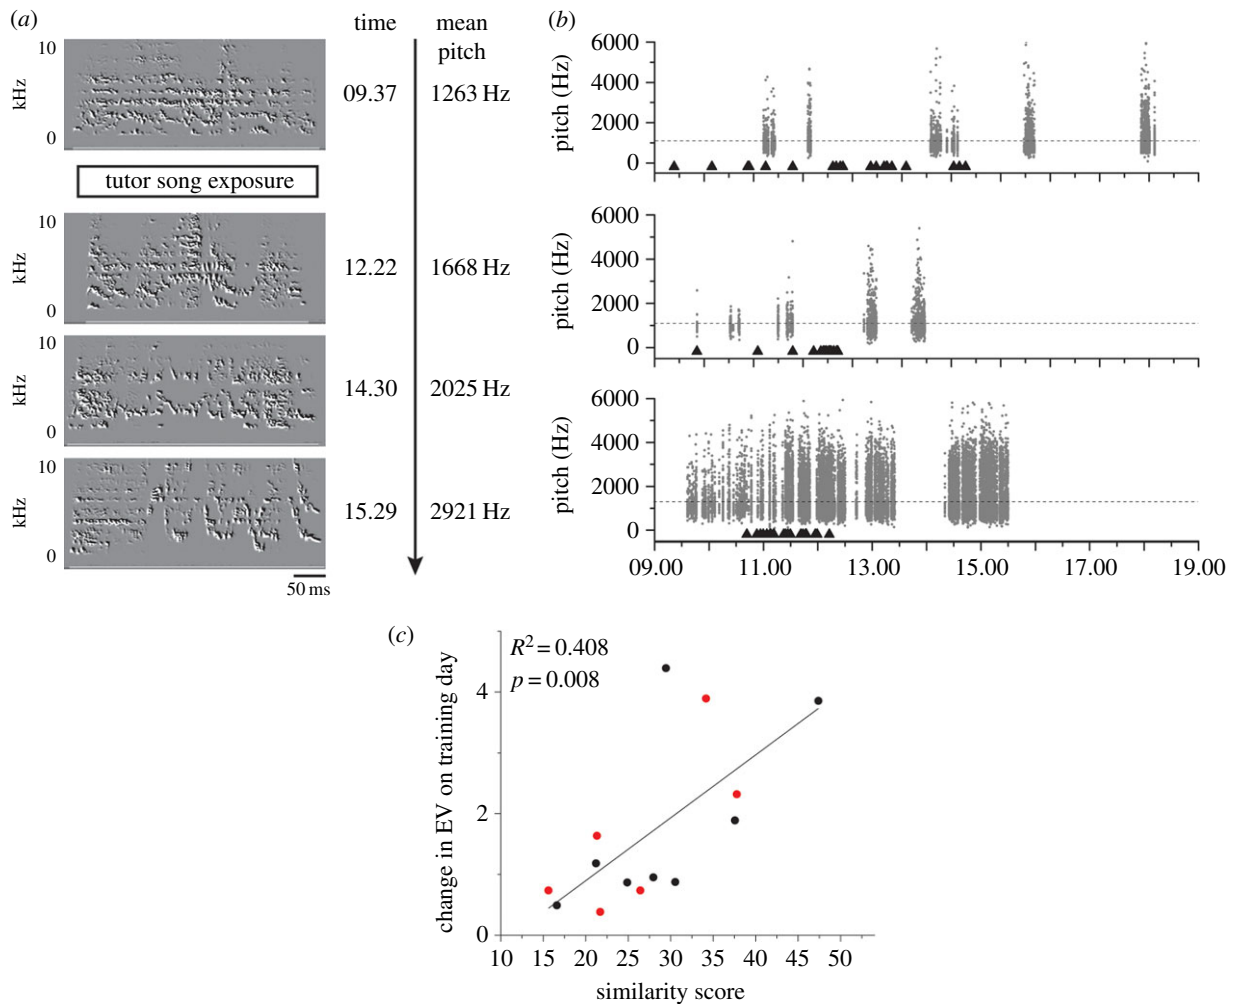 (a)
time
mean
pitch
10
kHz
0
09.37
1263 Hz
tutor song exposure
10
kHz
0
12.22
1668 Hz
10
kHz
0
14.30
2025 Hz
10
kHz
0
15.29
2921 Hz
50 ms
(b)
6000
4000
2000
0
pitch (Hz)
6000
4000
2000
0
pitch (Hz)
6000
4000
2000
0
pitch (Hz)
09.00 11.00 13.00 15.00 17.00 19.00
(c)
R² = 0.408
p = 0.008
change in EV on training day
4
2
0
10 15 20 25 30 35 40 45 50
similarity score